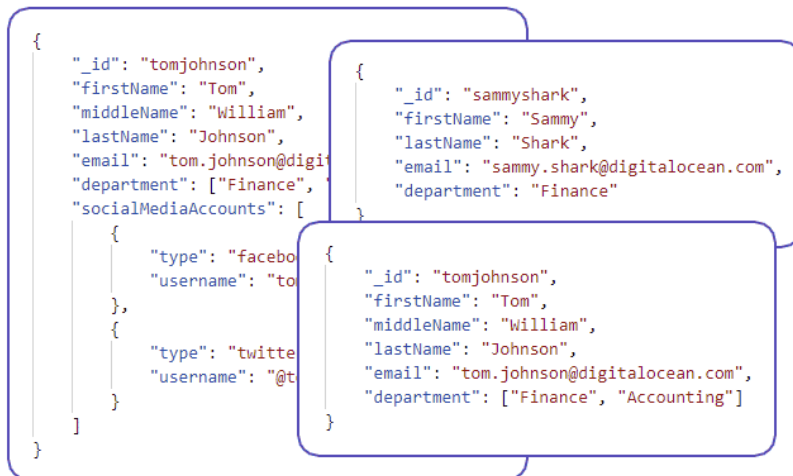 {
"_id": "tomjohnson",
"firstName": "Tom",
"middleName": "William",
"lastName": "Johnson",
"email": "tom.johnson@digit
"department": ["Finance", "
"socialMediaAccounts": [
{
"type": "facebo
"username": "to
},
{
"type": "twitte
"username": "@t
}
]
}
{
"_id": "sammyshark",
"firstName": "Sammy",
"lastName": "Shark",
"email": "sammy.shark@digitalocean.com",
"department": "Finance"
}
{
"_id": "tomjohnson",
"firstName": "Tom",
"middleName": "William",
"lastName": "Johnson",
"email": "tom.johnson@digitalocean.com",
"department": ["Finance", "Accounting"]
}